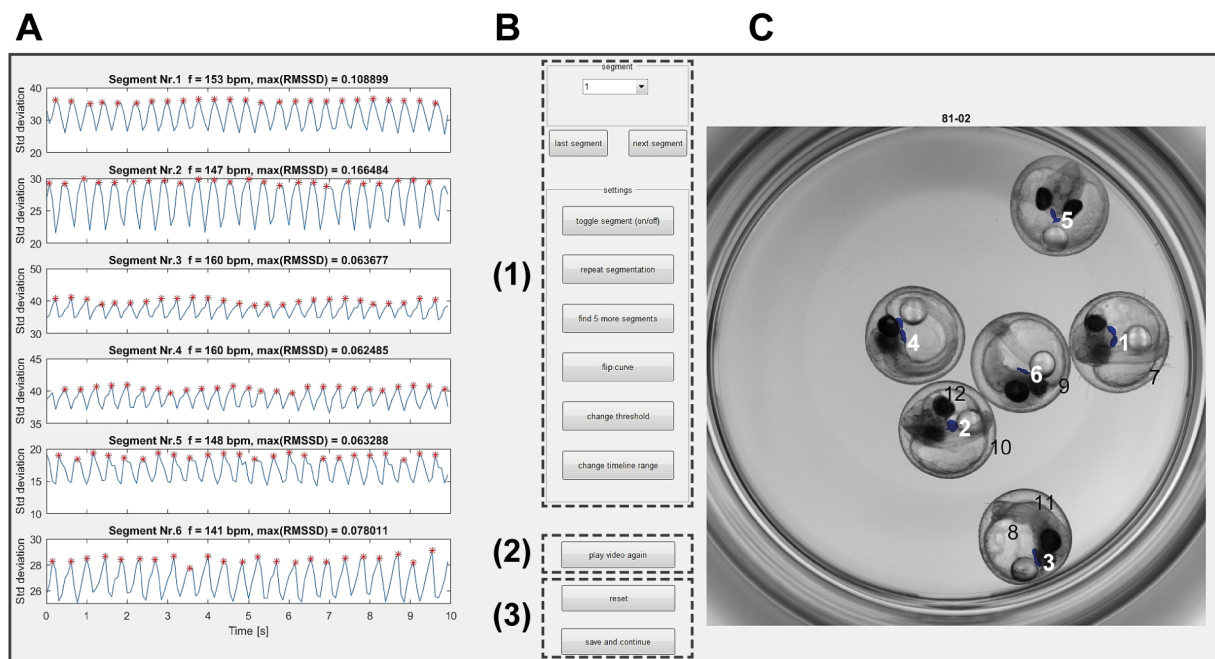 A
B
C
Segment Nr.1 f = 153 bpm, max(RMSSD) = 0.108899
Std deviation
40
30
20
Segment Nr.2 f = 147 bpm, max(RMSSD) = 0.166484
Std deviation
30
25
20
Segment Nr.3 f = 160 bpm, max(RMSSD) = 0.063677
Std deviation
50
40
30
Segment Nr.4 f = 160 bpm, max(RMSSD) = 0.062485
Std deviation
45
40
35
Segment Nr.5 f = 148 bpm, max(RMSSD) = 0.063288
Std deviation
20
15
10
Segment Nr.6 f = 141 bpm, max(RMSSD) = 0.078011
Std deviation
30
28
26
0 1 2 3 4 5 6 7 8 9 10
Time [s]
(1)
segment
1
last segment next segment
settings
toggle segment (on/off)
repeat segmentation
find 5 more segments
flip curve
change threshold
change timeline range
(2)
play video again
(3)
reset
save and continue
81-02
5
4
1
6
9
7
12
2
10
11
8
3